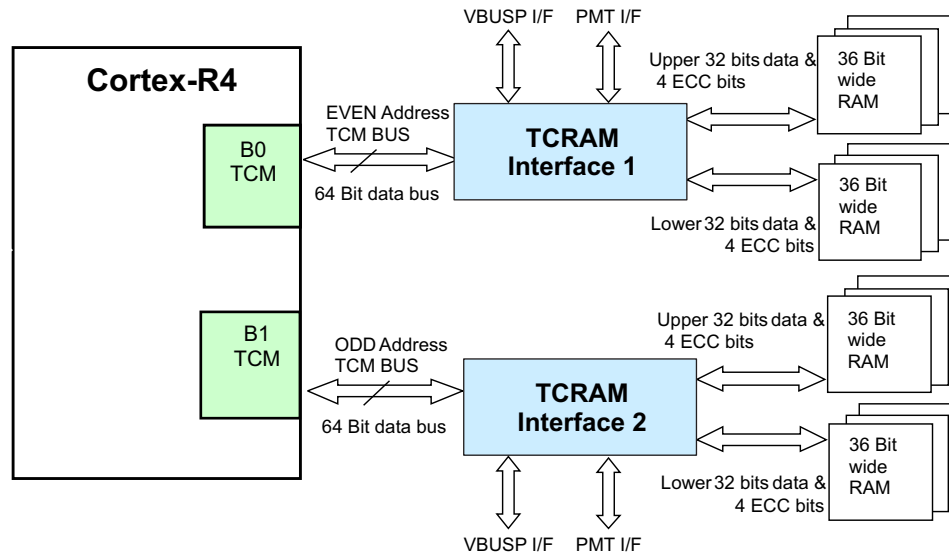 VBUSP I/F
PMT I/F
Cortex-R4
Upper 32 bits data &
4 ECC bits
36 Bit
wide
RAM
EVEN Address
TCM BUS
B0
TCM
TCRAM
Interface 1
64 Bit data bus
36 Bit
wide
RAM
Lower 32 bits data &
4 ECC bits
Upper 32 bits data &
4 ECC bits
36 Bit
wide
RAM
B1
TCM
ODD Address
TCM BUS
TCRAM
Interface 2
64 Bit data bus
36 Bit
wide
RAM
Lower 32 bits data &
4 ECC bits
VBUSP I/F
PMT I/F